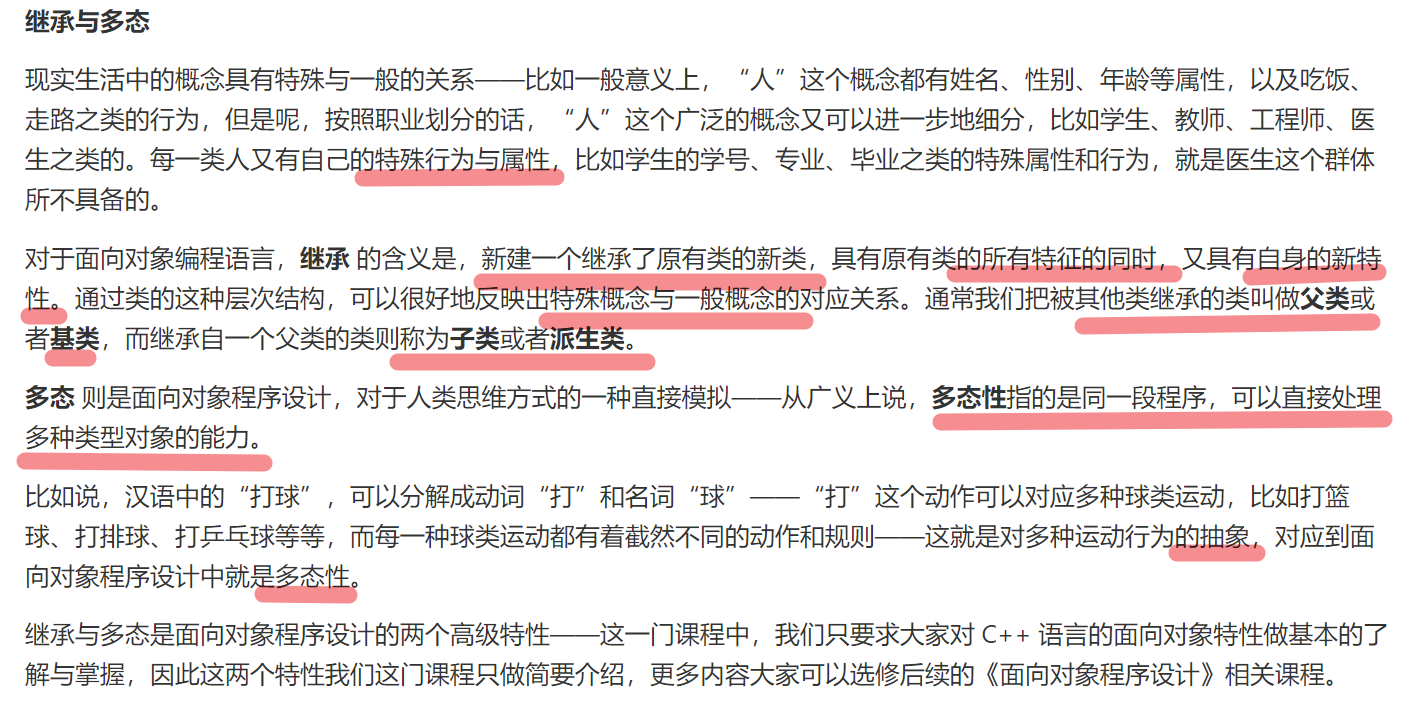 继承与多态
现实生活中的概念具有特殊与一般的关系——比如一般意义上，“人”这个概念都有姓名、性别、年龄等属性，以及吃饭、
走路之类的行为，但是呢，按照职业划分的话，“人”这个广泛的概念又可以进一步地细分，比如学生、教师、工程师、医
生之类的。每一类人又有自己的特殊行为与属性，比如学生的学号、专业、毕业之类的特殊属性和行为，就是医生这个群体
所不具备的。
对于面向对象编程语言，继承 的含义是，新建一个继承了原有类的新类，具有原有类的所有特征的同时，又具有自身的新特
性。通过类的这种层次结构，可以很好地反映出特殊概念与一般概念的对应关系。通常我们把被其他类继承的类叫做父类或
者基类，而继承自一个父类的类则称为子类或者派生类。
多态 则是面向对象程序设计，对于人类思维方式的一种直接模拟——从广义上说，多态性指的是同一段程序，可以直接处理
多种类型对象的能力。
比如说，汉语中的“打球”，可以分解成动词“打”和名词“球”——“打”这个动作可以对应多种球类运动，比如打篮
球、打排球、打乒乓球等等，而每一种球类运动都有着截然不同的动作和规则——这就是对多种运动行为的抽象，对应到面
向对象程序设计中就是多态性。
继承与多态是面向对象程序设计的两个高级特性——这一门课程中，我们只要求大家对 C++ 语言的面向对象特性做基本的了
解与掌握，因此这两个特性我们这门课程只做简要介绍，更多内容大家可以选修后续的《面向对象程序设计》相关课程。